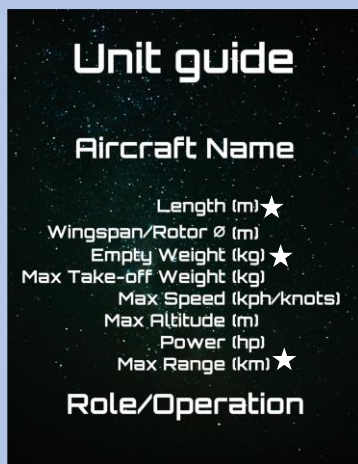 Unit guide
Aircraft Name
Length (m)
Wingspan/Rotor Ø (m)
Empty Weight (kg)
Max Take-off Weight (kg)
Max Speed (kph/knots)
Max Altitude (m)
Power (hp)
Max Range (km)
Role/Operation